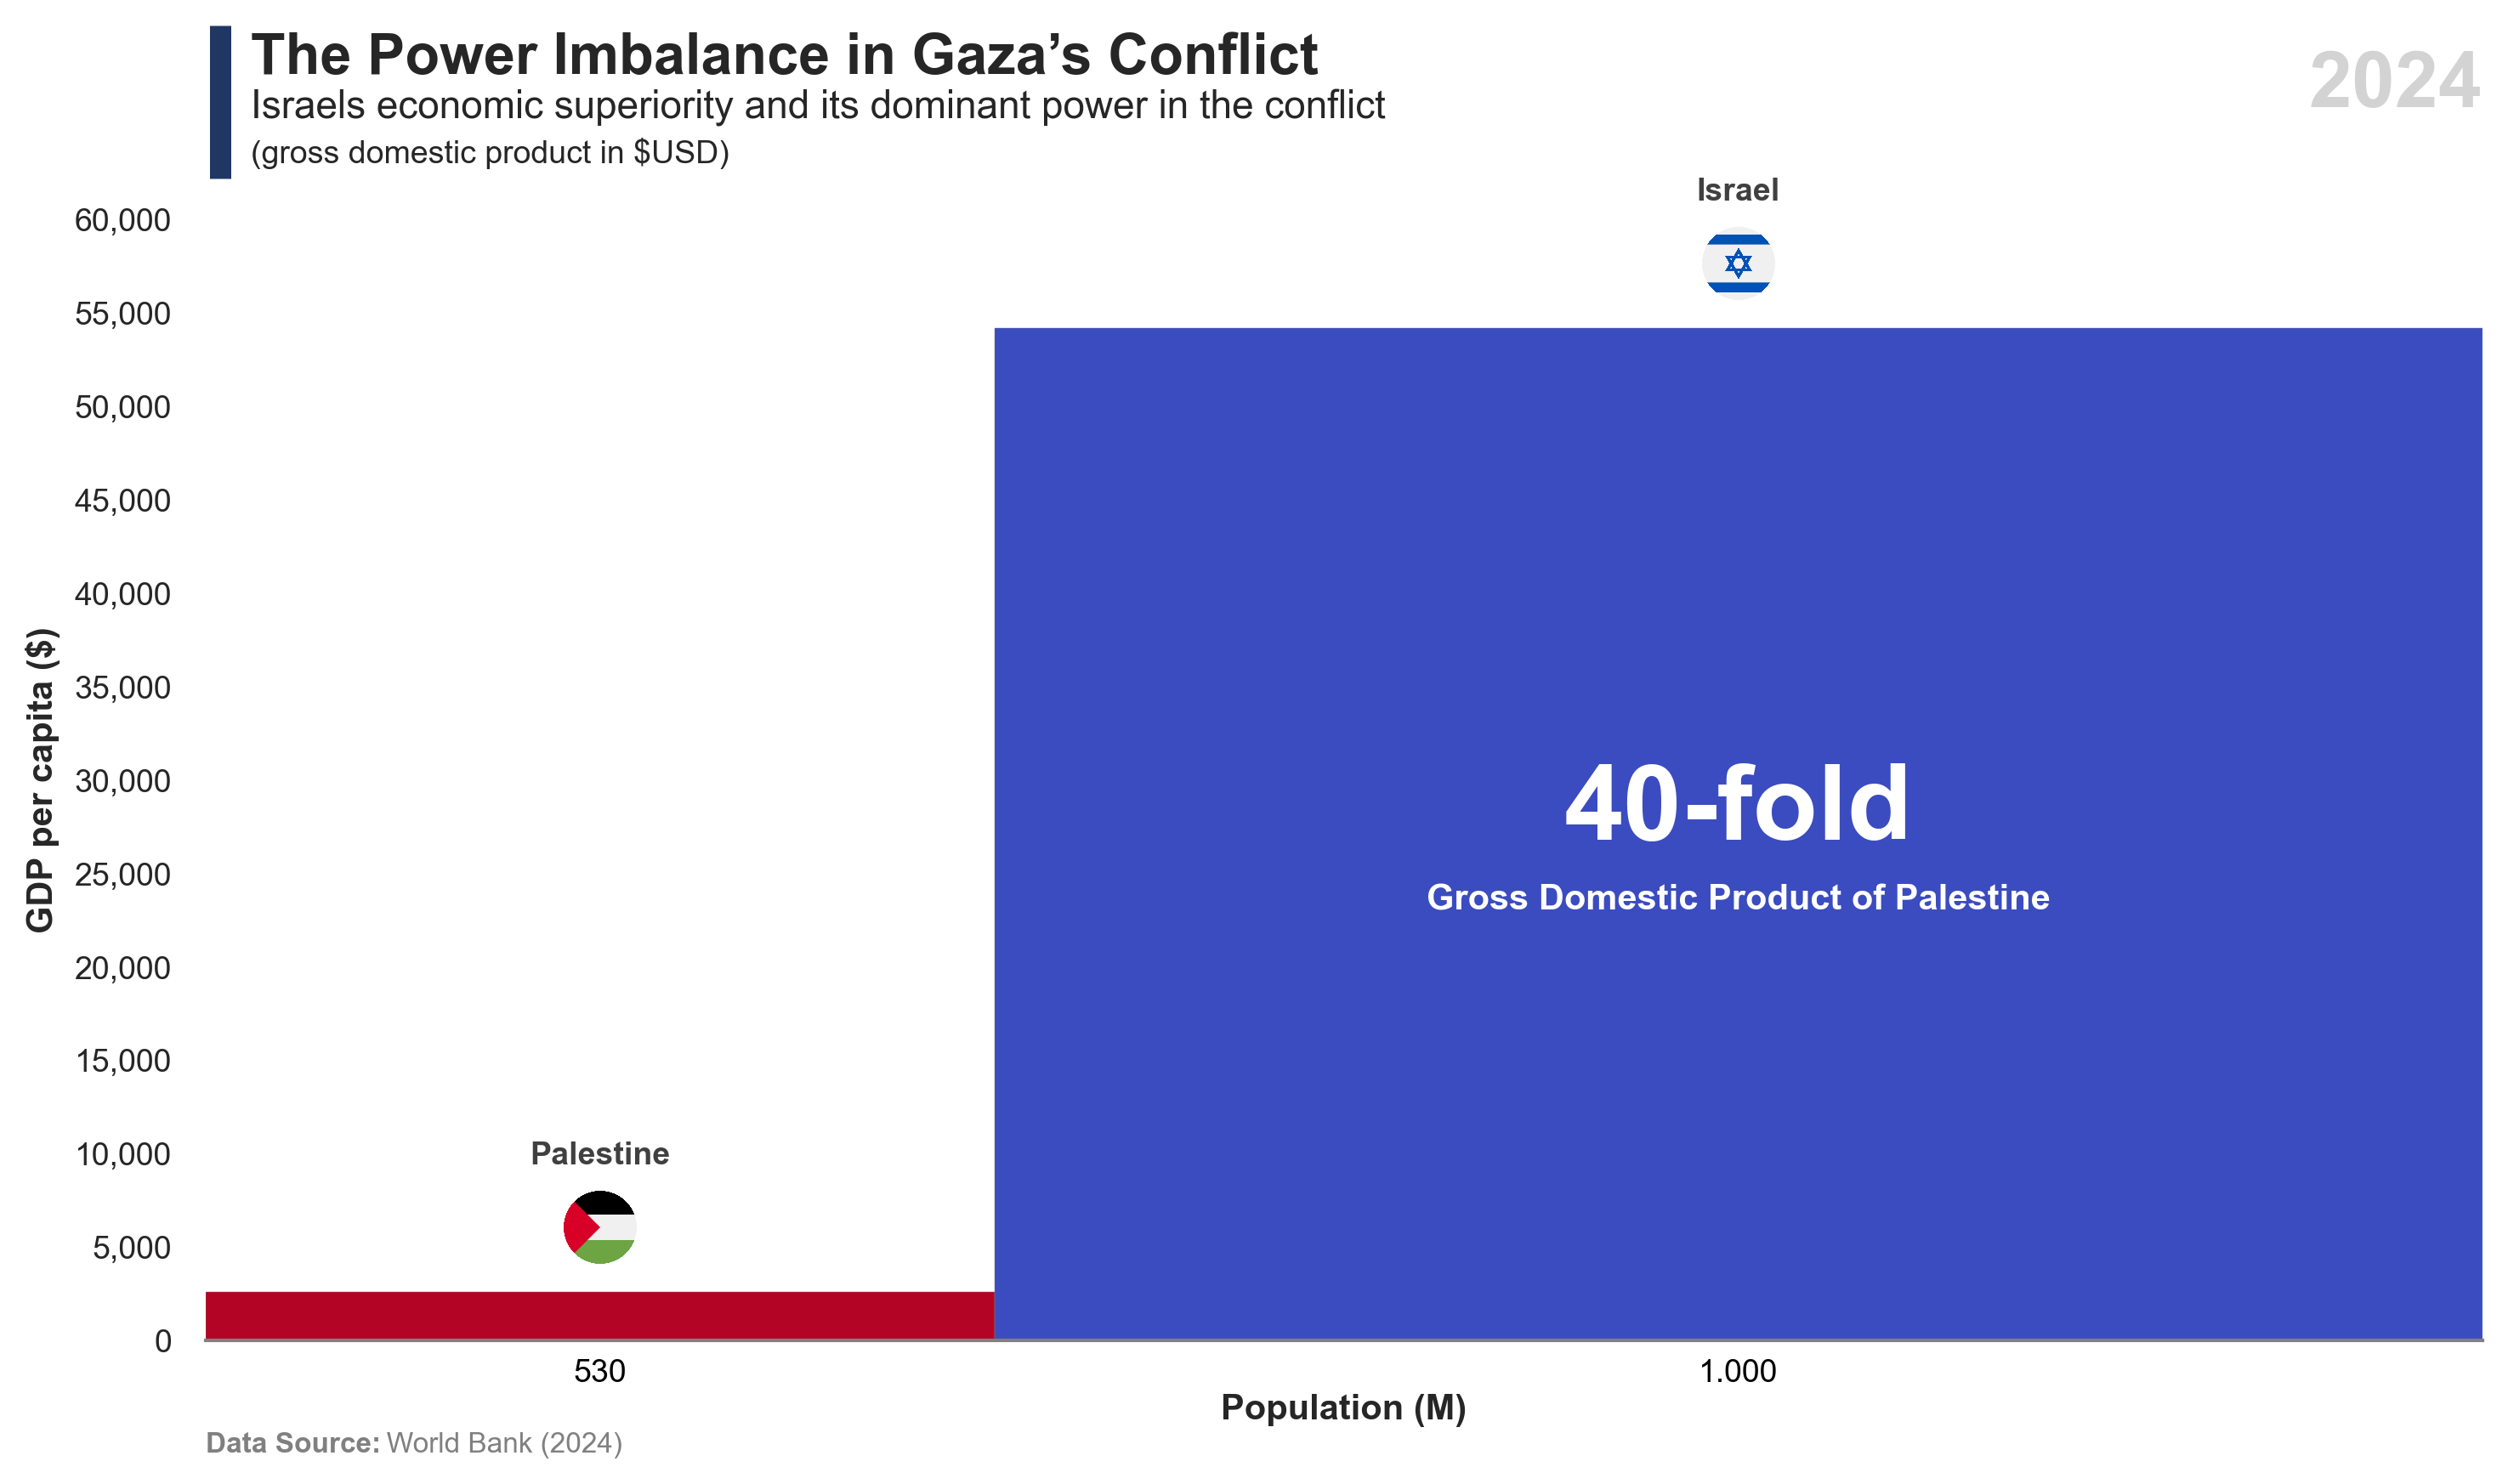 The Power Imbalance in Gaza’s Conflict
2024
Israels economic superiority and its dominant power in the conflict
(gross domestic product in $USD)
Israel
60,000
55,000
50,000
45,000
40,000
35,000
30,000
25,000
20,000
15,000
10,000
5,000
0
GDP per capita ($)
40-fold
Gross Domestic Product of Palestine
Palestine
530
1.000
Population (M)
Data Source: World Bank (2024)